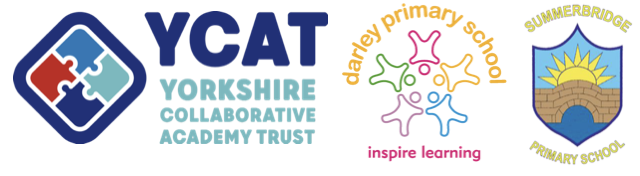 YCAT
YORKSHIRE
COLLABORATIVE
ACADEMY TRUST
darley primary school
inspire learning
SUMMERBRIDGE
PRIMARY SCHOOL